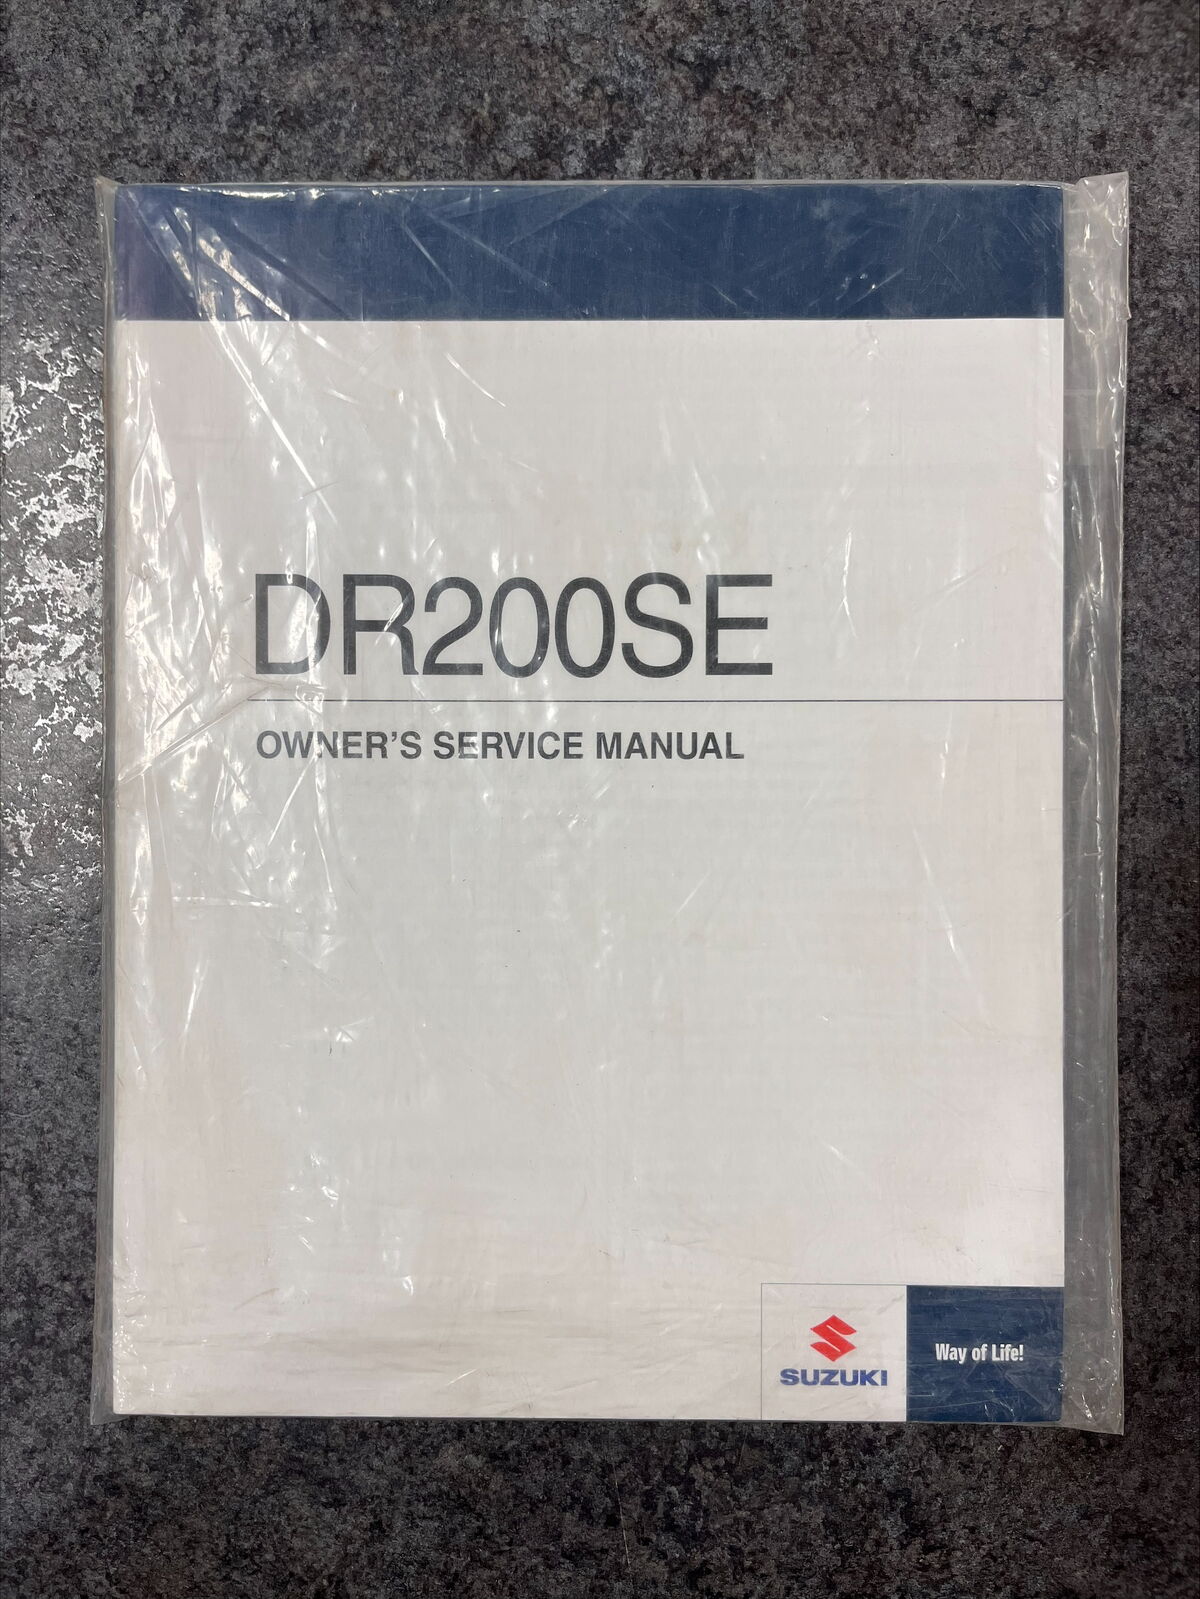 DR200SE
OWNER'S SERVICE MANUAL
SUZUKI
Way of Life!